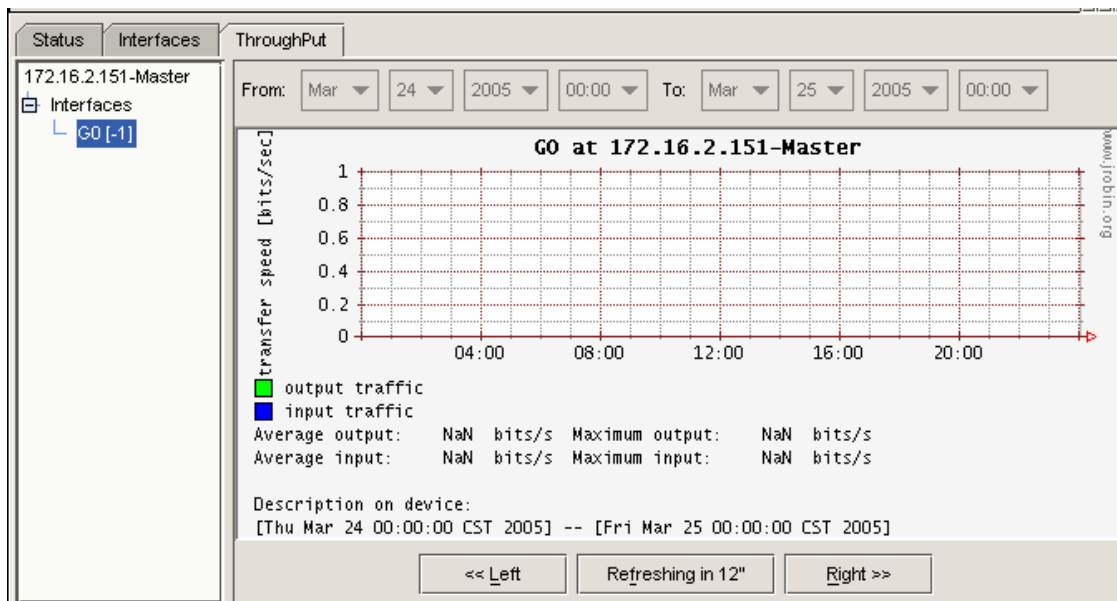 Status Interfaces ThroughPut
172.16.2.151-Master
Interfaces
G0 [-1]
From: Mar 24 2005 00:00 To: Mar 25 2005 00:00
G0 at 172.16.2.151-Master
transfer speed [bits/sec]
1
0.8
0.6
0.4
0.2
0
04:00 08:00 12:00 16:00 20:00
www.jrobin.org
output traffic
input traffic
Average output: NaN bits/s Maximum output: NaN bits/s
Average input: NaN bits/s Maximum input: NaN bits/s
Description on device:
[Thu Mar 24 00:00:00 CST 2005] -- [Fri Mar 25 00:00:00 CST 2005]
<< Left Refreshing in 12" Right >>